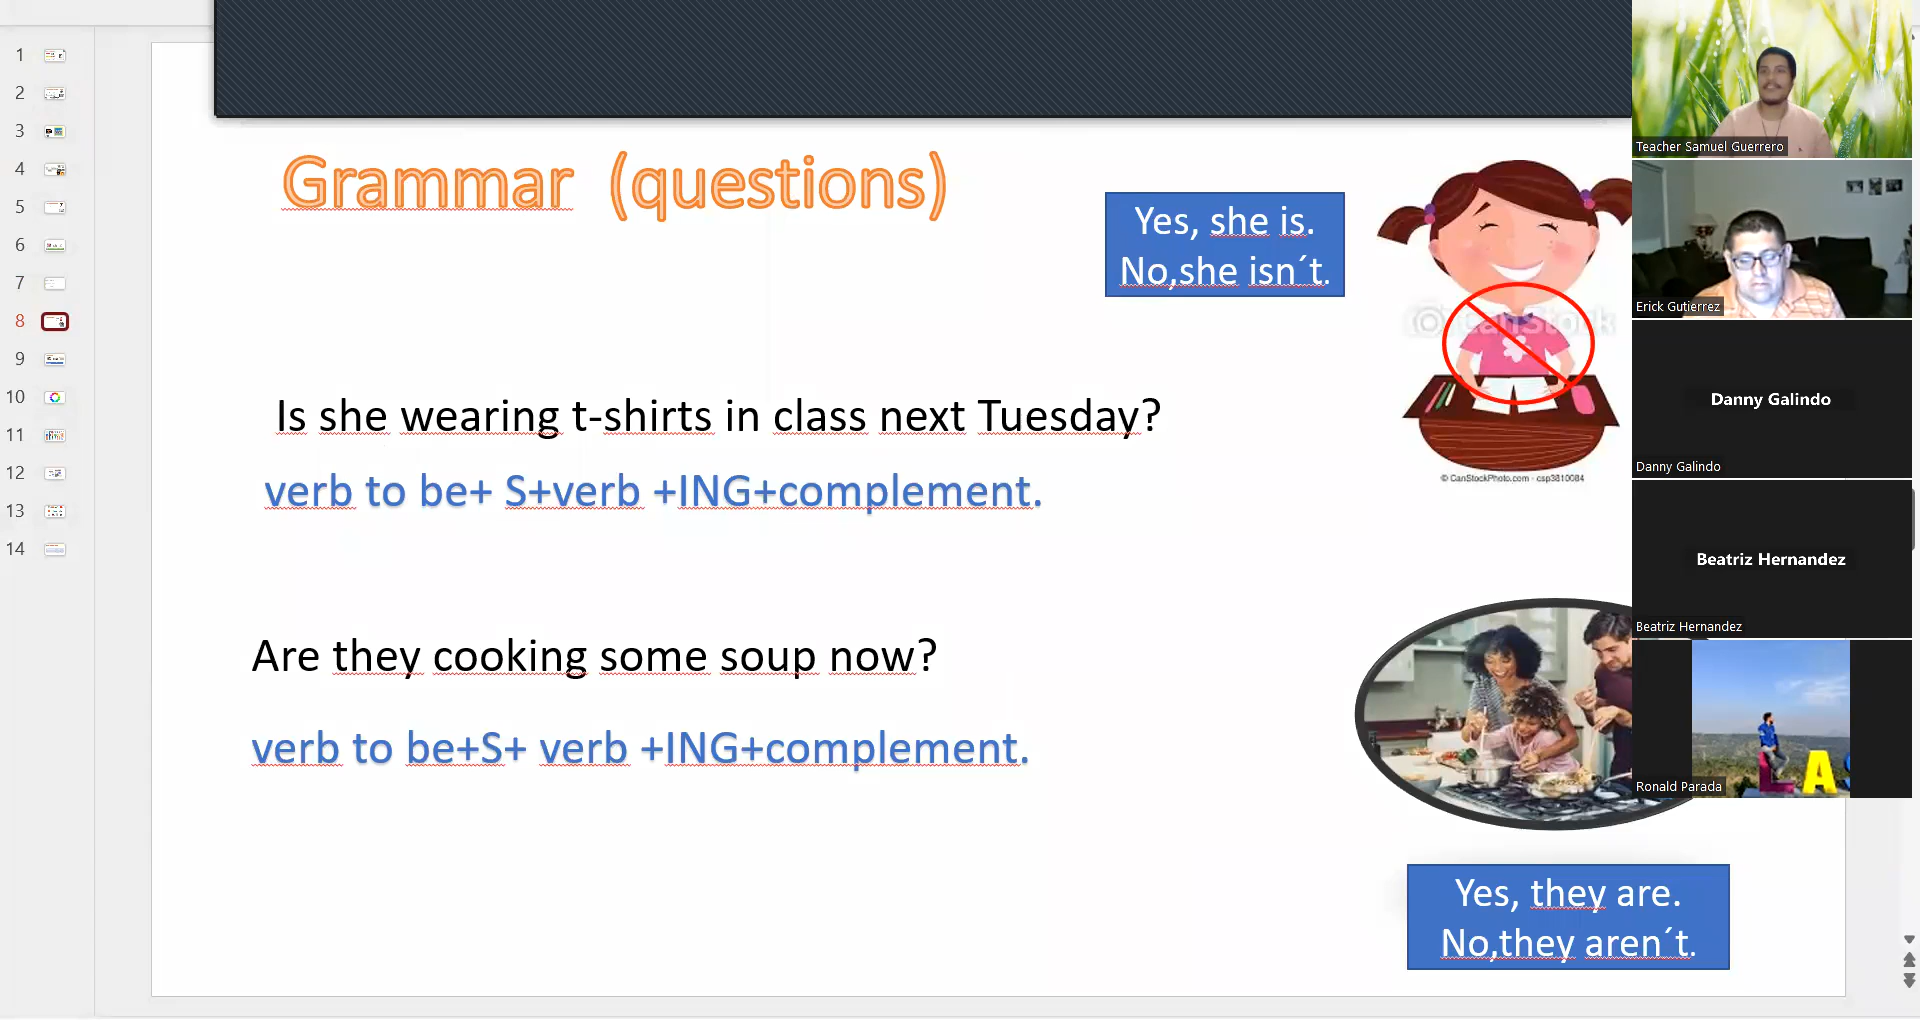 1
2
3
4
5
6
7
8
9
10
11
12
13
14
Grammar (questions)
Yes, she is.
No,she isn´t.
CanStock
Is she wearing t-shirts in class next Tuesday?
verb to be+ S+verb +ING+complement.
© CanStockPhoto.com - csp3810084
Are they cooking some soup now?
verb to be+S+ verb +ING+complement.
Yes, they are.
No,they aren´t.
Teacher Samuel Guerrero
Erick Gutierrez
Danny Galindo
Danny Galindo
Beatriz Hernandez
Beatriz Hernandez
LA
Ronald Parada